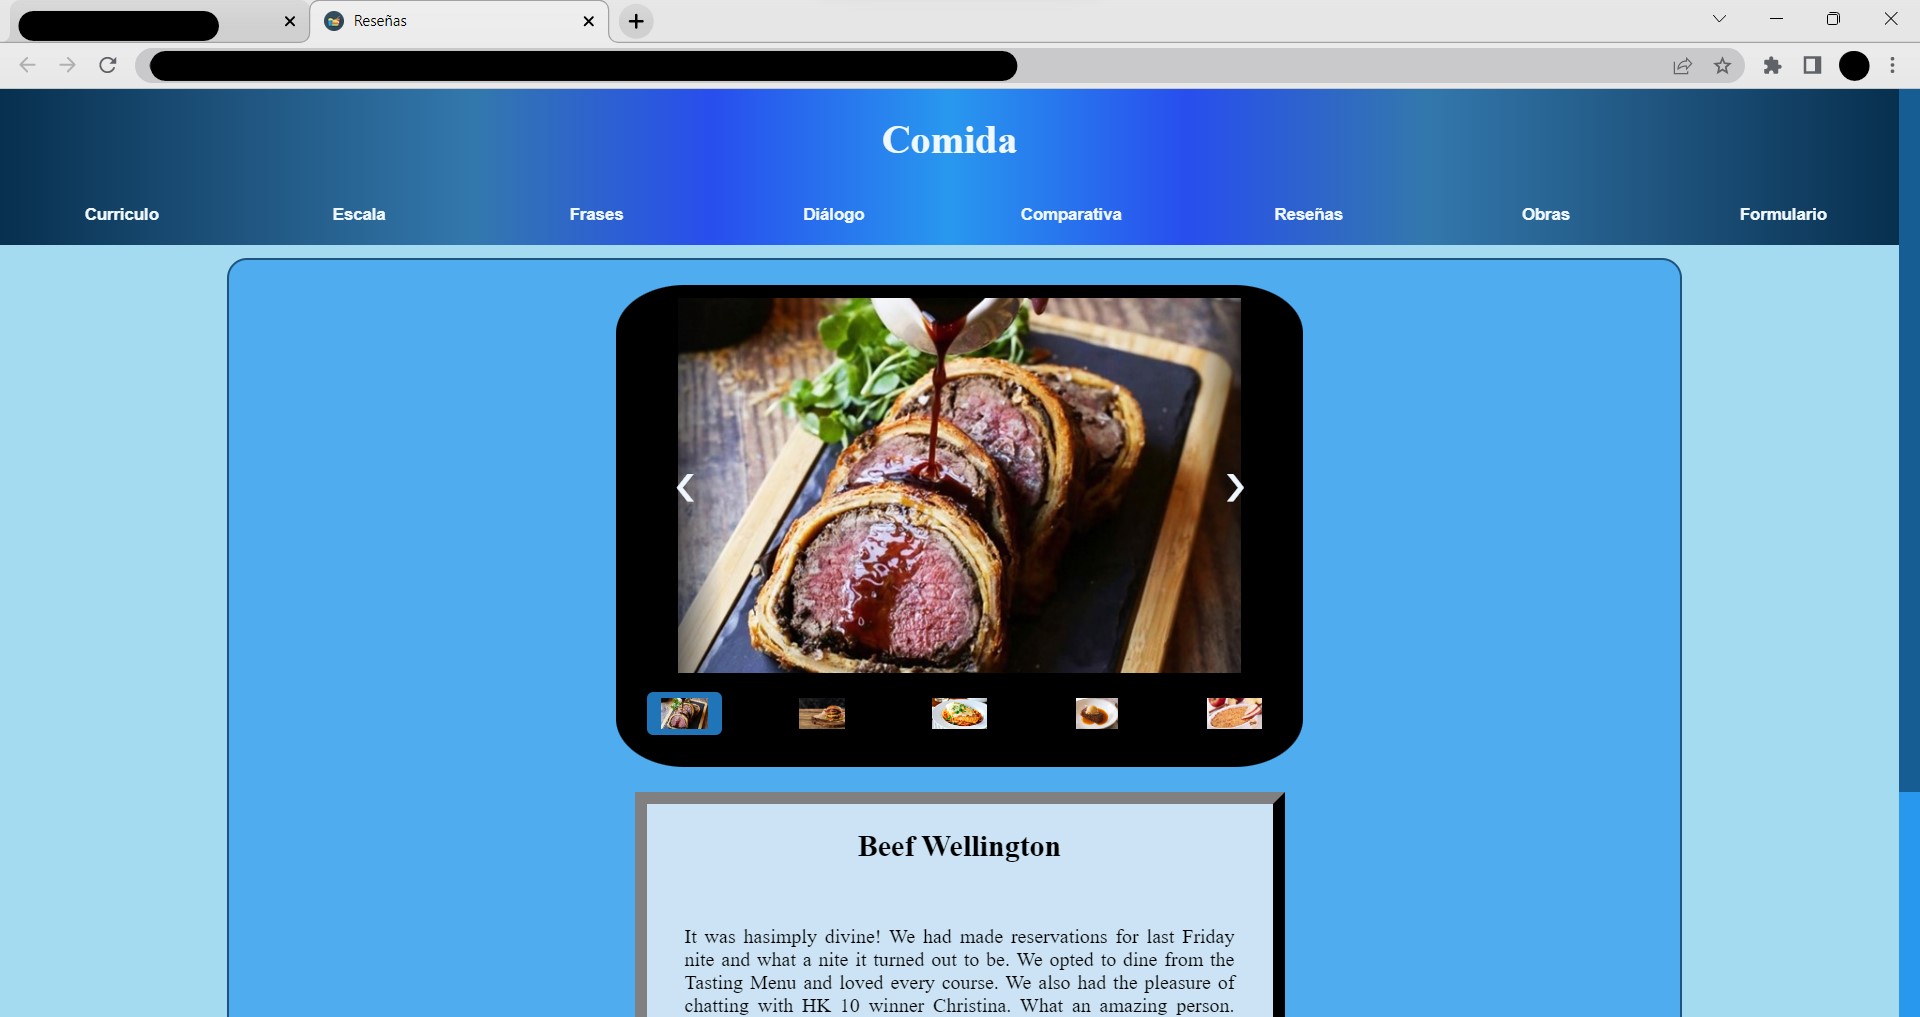 Reseñas
Comida
Curriculo Escala Frases Diálogo Comparativa Reseñas Obras Formulario
Beef Wellington
It was hasimply divine! We had made reservations for last Friday
nite and what a nite it turned out to be. We opted to dine from the
Tasting Menu and loved every course. We also had the pleasure of
chatting with HK 10 winner Christina. What an amazing person.